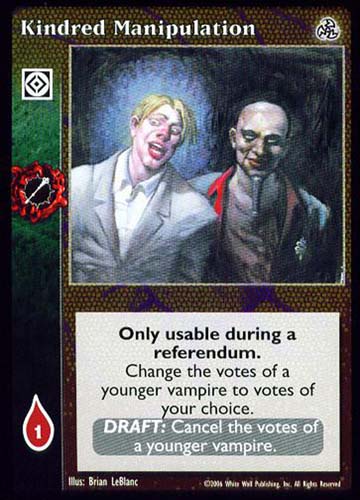 Kindred Manipulation
Only usable during a
referendum.
Change the votes of a
younger vampire to votes of
your choice.
DRAFT: Cancel the votes of
a younger vampire.
1
Illus: Brian LeBlanc
©2006 White Wolf Publishing, Inc. All Rights Reserved